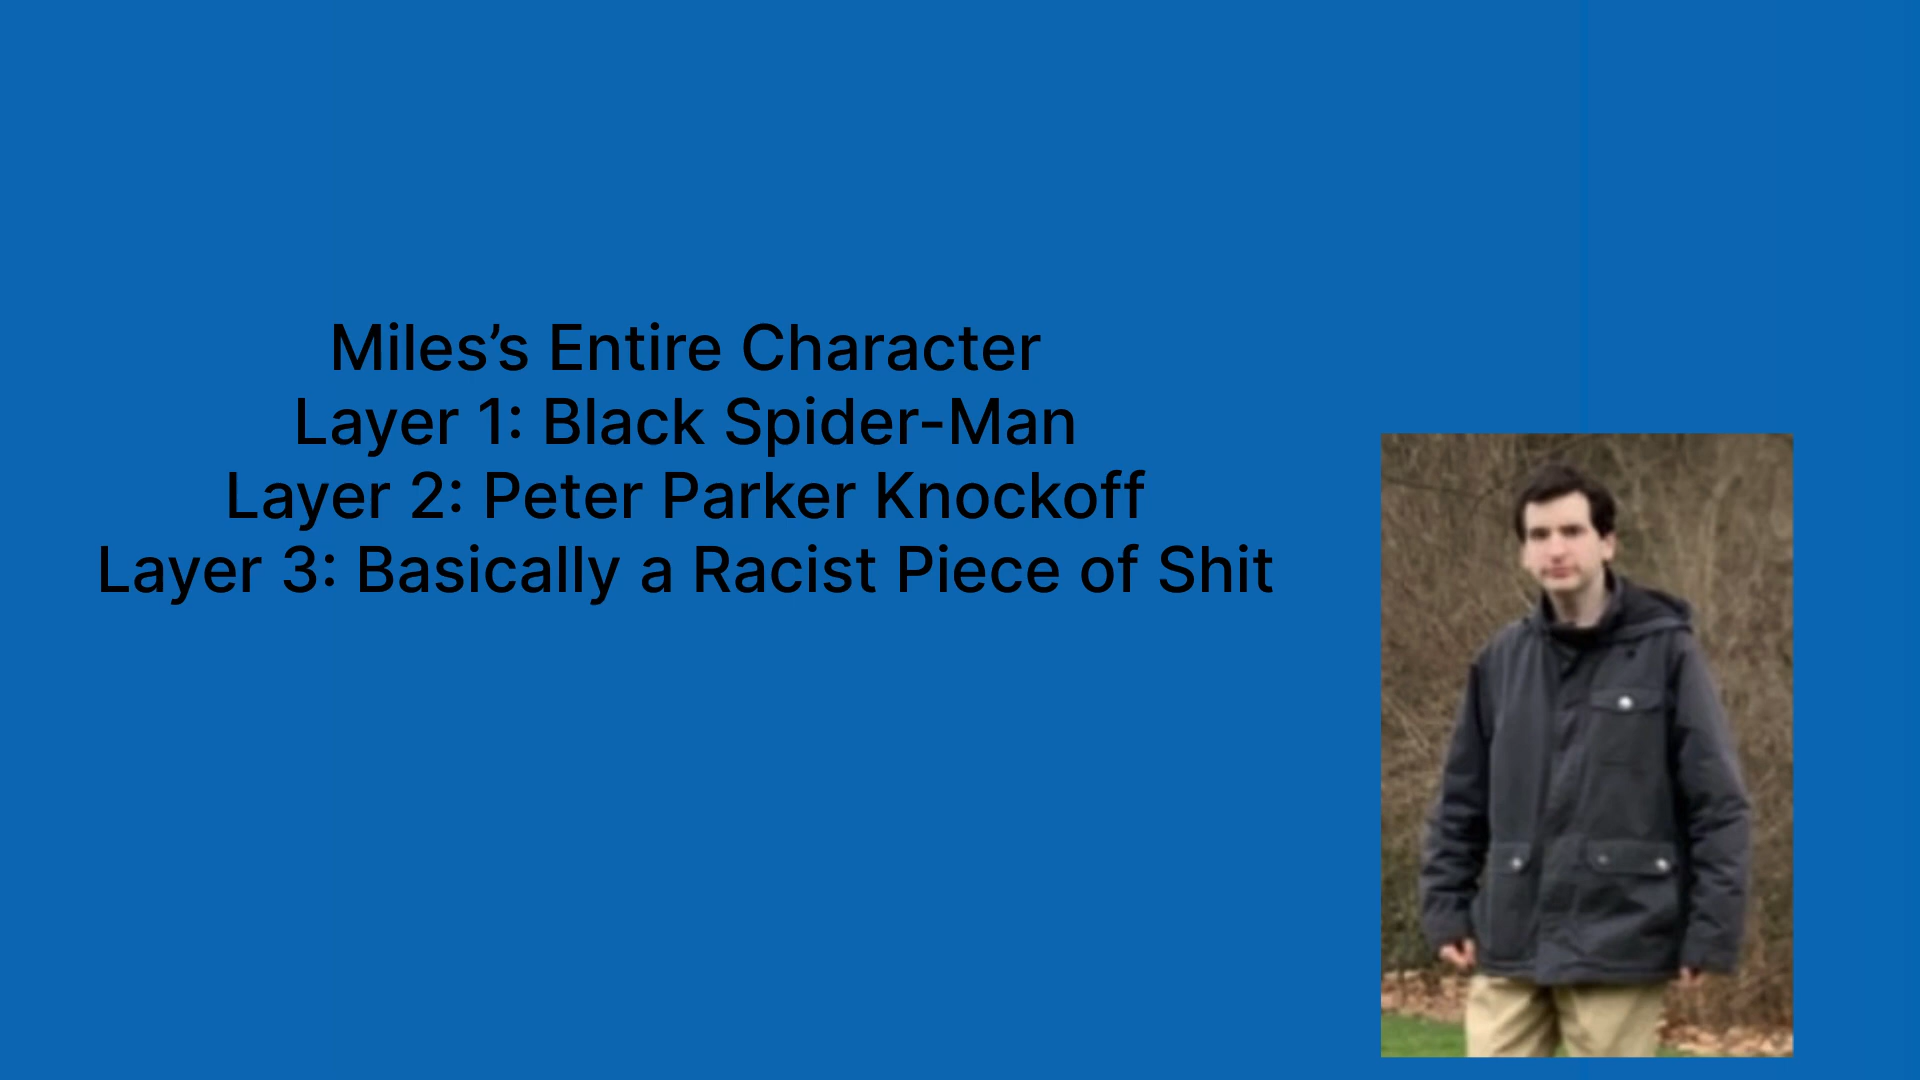 Miles’s Entire Character
Layer 1: Black Spider-Man
Layer 2: Peter Parker Knockoff
Layer 3: Basically a Racist Piece of Shit